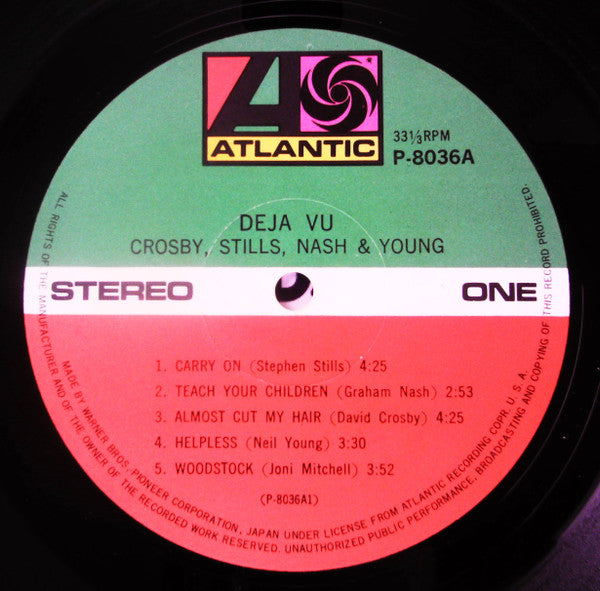 ATLANTIC
33⅓RPM
P-8036A
DEJA VU
CROSBY, STILLS, NASH & YOUNG
STEREO
ONE
1. CARRY ON (Stephen Stills) 4:25
2. TEACH YOUR CHILDREN (Graham Nash) 2:53
3. ALMOST CUT MY HAIR (David Crosby) 4:25
4. HELPLESS (Neil Young) 3:30
5. WOODSTOCK (Joni Mitchell) 3:52
(P-8036A1)
MADE BY WARNER BROS. PIONEER CORPORATION, JAPAN UNDER LICENSE FROM ATLANTIC RECORDING COPR U. S. A.
ALL RIGHTS OF THE MANUFACTURER AND OF THE OWNER OF THE RECORDED WORK RESERVED. UNAUTHORIZED PUBLIC PERFORMANCE, BROADCASTING AND COPYING OF THIS RECORD PROHIBITED.